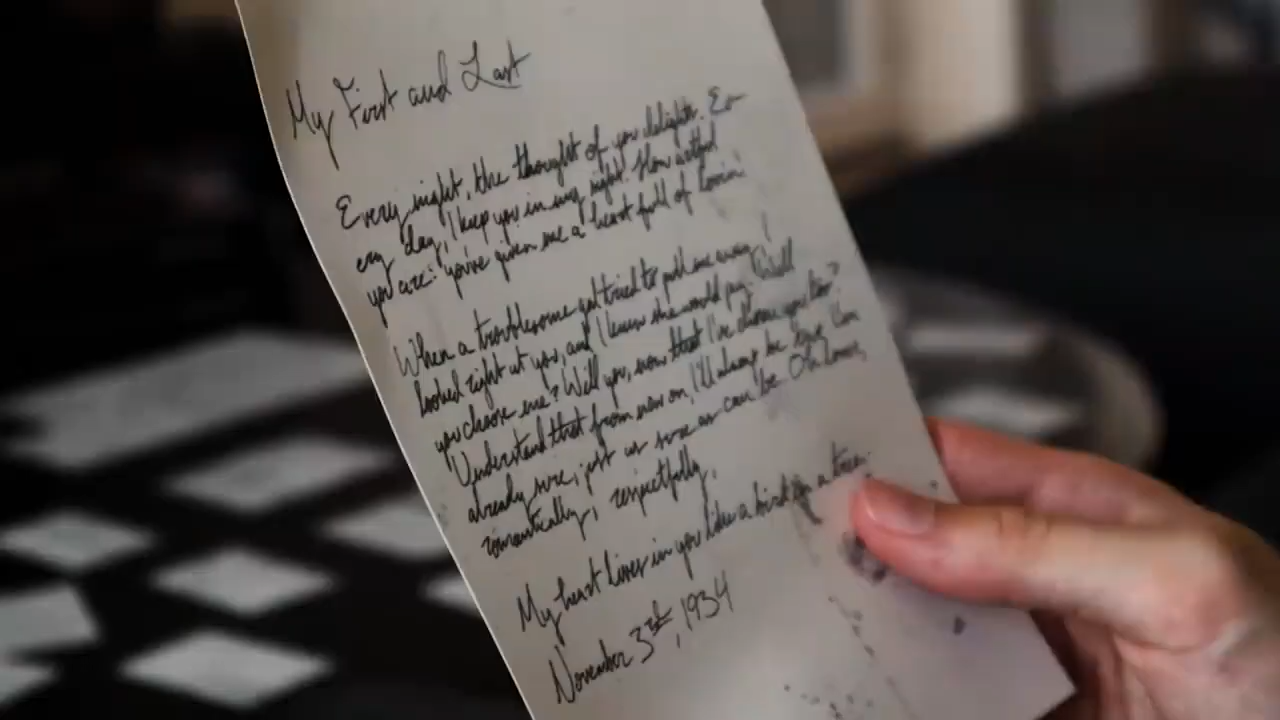 My First and Last
Every night, the thought of you delights. Ev-
ery day, I keep you in my sight. How artful
you are: you've given me a heart full of lovin'.
When a troublesome gal tried to pull me away, I
looked right at you, and I knew she would pay. Will
you choose me? Will you, now that I've chosen you too?
Understand that from now on, I'll always be true. I'm
already sure, just as sure as can be. Oh Love,
romantically, respectfully,
My heart lives in you like a bird in a tree.
November 3rd, 1934